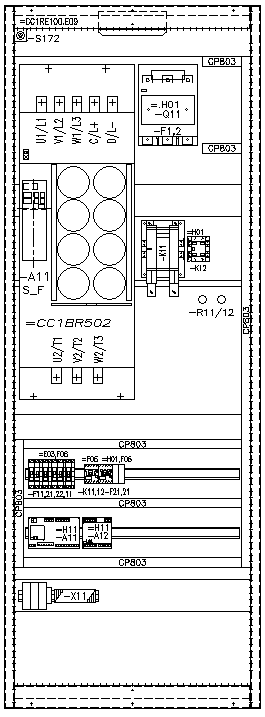 =CC1RE100.E09
-S172
CP803
U1/L1
V1/L2
W1/L3
C/L+
D/L-
=.H01
-Q11
-F1,2
CP803
-A11
S_F
-K11
=H01
-K12
=CC1BR502
-R11/12
CP803
U2/T1
V2/T2
W2/T3
CP803
=E03,F06
=F06
=H01,F06
-F11,21,22,11
-K11,12-F21,21
CP803
CP803
=H11
-A11
=H11
-A12
CP803
-X11